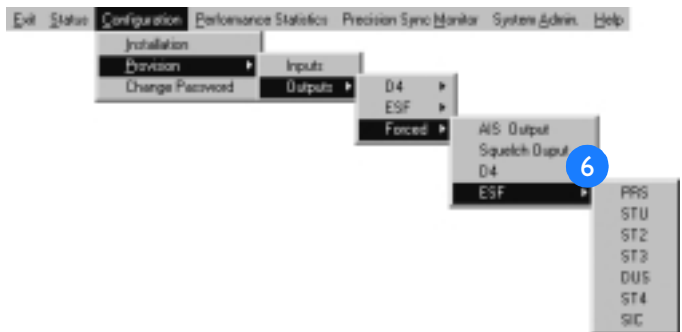 Exit Status Configuration Performance Statistics Precision Sync Monitor System Admin. Help
Installation
Provision
Inputs
Change Password
Outputs
D4
ESF
Forced
AIS Output
Squelch Ouput
D4
6
ESF
PRS
STU
ST2
ST3
DUS
ST4
SIC